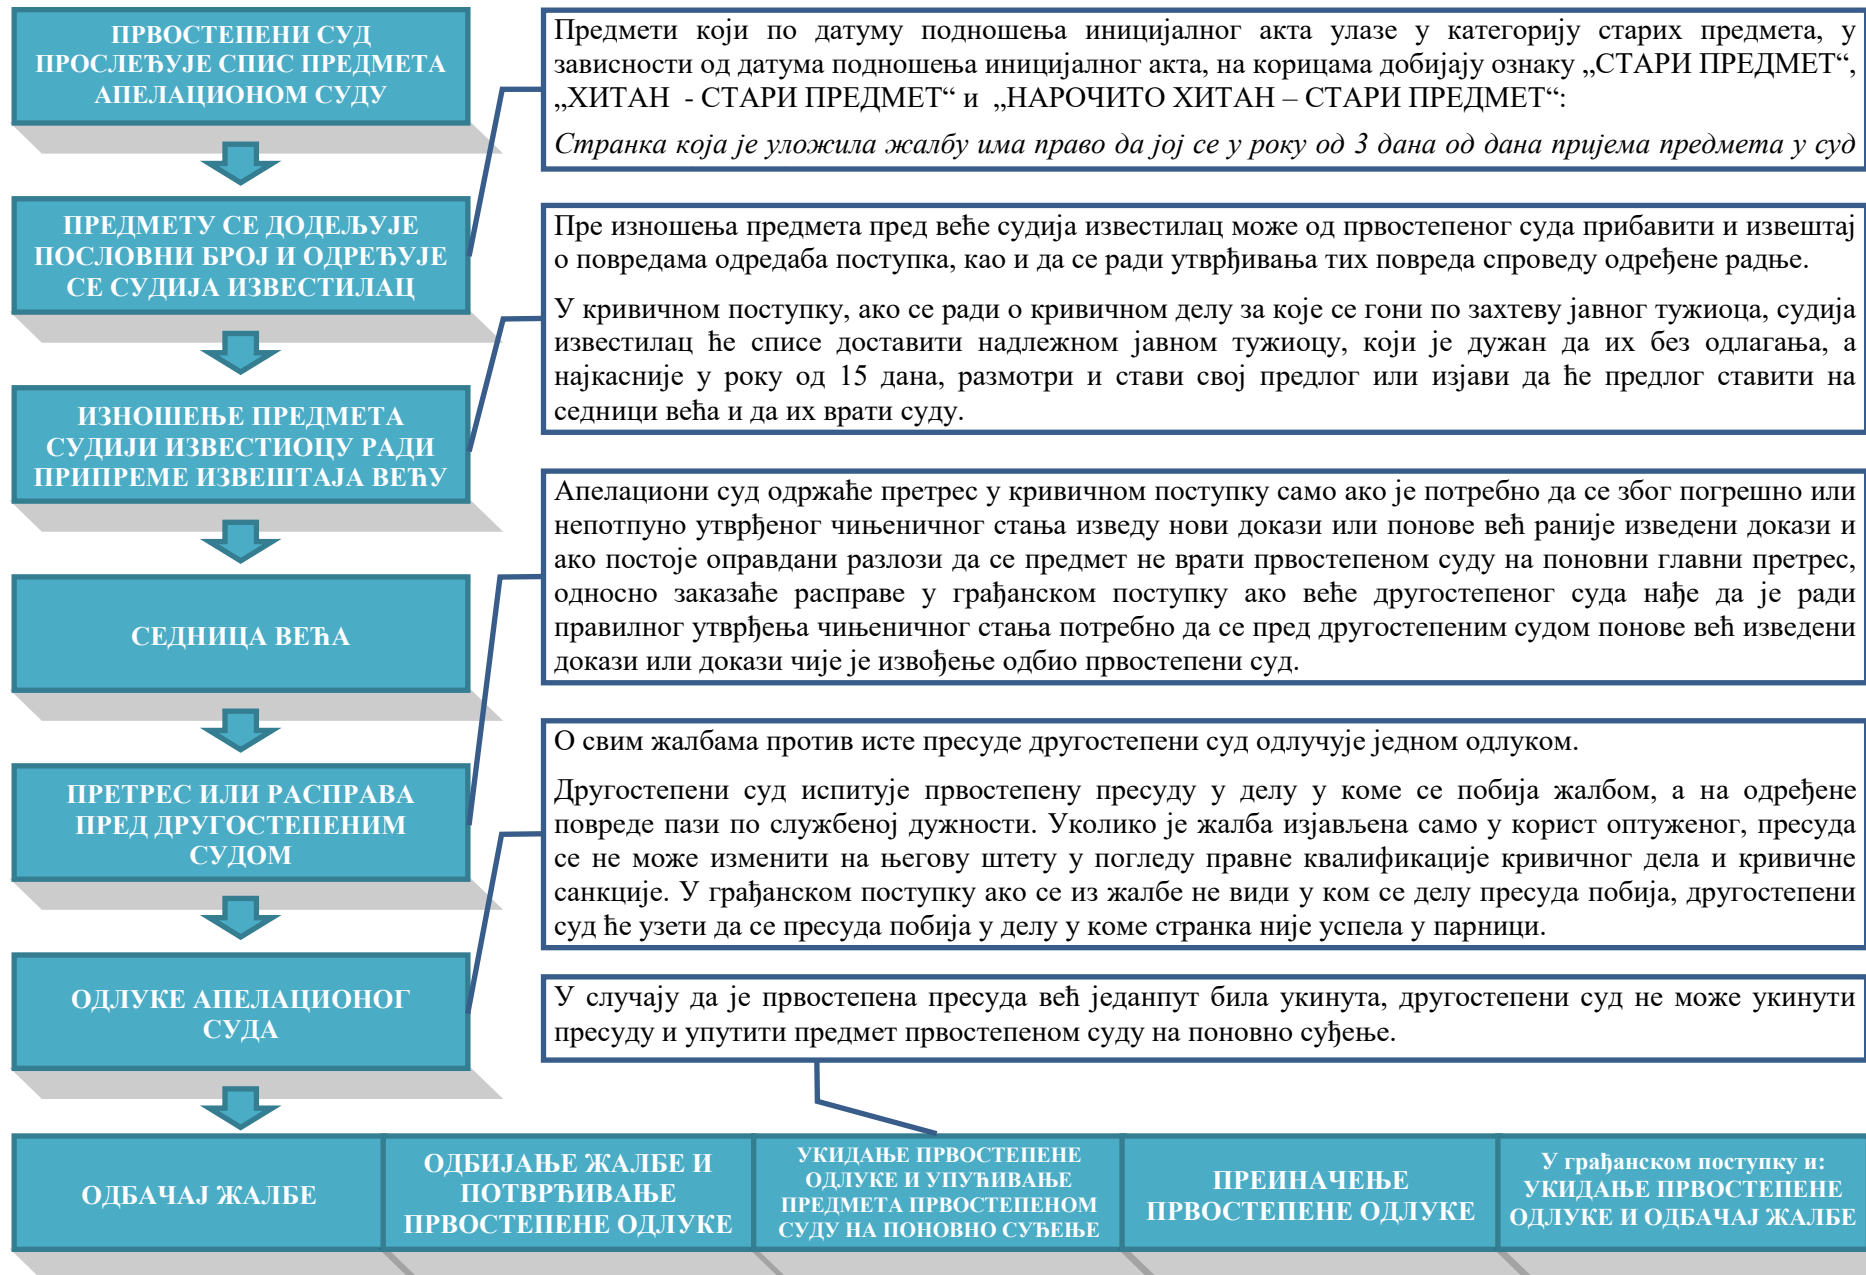 ПРВОСТЕПЕНИ СУД
ПРОСЛЕЂУЈЕ СПИС ПРЕДМЕТА
АПЕЛАЦИОНОМ СУДУ
Предмети који по датуму подношења иницијалног акта улазе у категорију старих предмета, у
зависности од датума подношења иницијалног акта, на корицама добијају ознаку „СТАРИ ПРЕДМЕТ“,
„ХИТАН - СТАРИ ПРЕДМЕТ“ и „НАРОЧИТО ХИТАН – СТАРИ ПРЕДМЕТ“:
Странка која је уложила жалбу има право да јој се у року од 3 дана од дана пријема предмета у суд
ПРЕДМЕТУ СЕ ДОДЕЉУЈЕ
ПОСЛОВНИ БРОЈ И ОДРЕЂУЈЕ
СЕ СУДИЈА ИЗВЕСТИЛАЦ
Пре изношења предмета пред веће судија известилац може од првостепеног суда прибавити и извештај
о повредама одредаба поступка, као и да се ради утврђивања тих повреда спроведу одређене радње.
У кривичном поступку, ако се ради о кривичном делу за које се гони по захтеву јавног тужиоца, судија
известилац ће списе доставити надлежном јавном тужиоцу, који је дужан да их без одлагања, а
најкасније у року од 15 дана, размотри и стави свој предлог или изјави да ће предлог ставити на
седници већа и да их врати суду.
ИЗНОШЕЊЕ ПРЕДМЕТА
СУДИЈИ ИЗВЕСТИОЦУ РАДИ
ПРИПРЕМЕ ИЗВЕШТАЈА ВЕЋУ
Апелациони суд одржаће претрес у кривичном поступку само ако је потребно да се због погрешно или
непотпуно утврђеног чињеничног стања изведу нови докази или понове већ раније изведени докази и
ако постоје оправдани разлози да се предмет не врати првостепеном суду на поновни главни претрес,
односно заказаће расправе у грађанском поступку ако веће другостепеног суда нађе да је ради
правилног утврђења чињеничног стања потребно да се пред другостепеним судом понове већ изведени
докази или докази чије је извођење одбио првостепени суд.
СЕДНИЦА ВЕЋА
О свим жалбама против исте пресуде другостепени суд одлучује једном одлуком.
Другостепени суд испитује првостепену пресуду у делу у коме се побија жалбом, а на одређене
повреде пази по службеној дужности. Уколико је жалба изјављена само у корист оптуженог, пресуда
се не може изменити на његову штету у погледу правне квалификације кривичног дела и кривичне
санкције. У грађанском поступку ако се из жалбе не види у ком се делу пресуда побија, другостепени
суд ће узети да се пресуда побија у делу у коме странка није успела у парници.
ПРЕТРЕС ИЛИ РАСПРАВА
ПРЕД ДРУГОСТЕПЕНИМ
СУДОМ
ОДЛУКЕ АПЕЛАЦИОНОГ
СУДА
У случају да је првостепена пресуда већ једанпут била укинута, другостепени суд не може укинути
пресуду и упутити предмет првостепеном суду на поновно суђење.
ОДБАЧАЈ ЖАЛБЕ
ОДБИЈАЊЕ ЖАЛБЕ И
ПОТВРЂИВАЊЕ
ПРВОСТЕПЕНЕ ОДЛУКЕ
УКИДАЊЕ ПРВОСТЕПЕНЕ
ОДЛУКЕ И УПУЋИВАЊЕ
ПРЕДМЕТА ПРВОСТЕПЕНОМ
СУДУ НА ПОНОВНО СУЂЕЊЕ
ПРЕИНАЧЕЊЕ
ПРВОСТЕПЕНЕ ОДЛУКЕ
У грађанском поступку и:
УКИДАЊЕ ПРВОСТЕПЕНЕ
ОДЛУКЕ И ОДБАЧАЈ ЖАЛБЕ